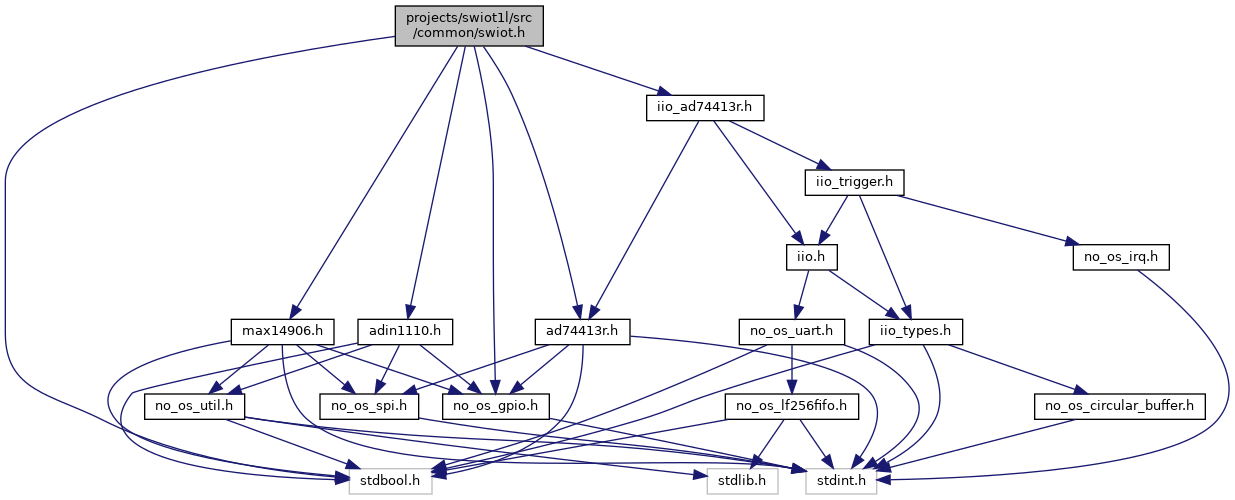 projects/swiot1l/src
/common/swiot.h
iio_ad74413r.h
iio_trigger.h
iio.h
no_os_irq.h
max14906.h
adin1110.h
ad74413r.h
no_os_uart.h
iio_types.h
no_os_util.h
no_os_spi.h
no_os_gpio.h
no_os_lf256fifo.h
no_os_circular_buffer.h
stdbool.h
stdlib.h
stdint.h